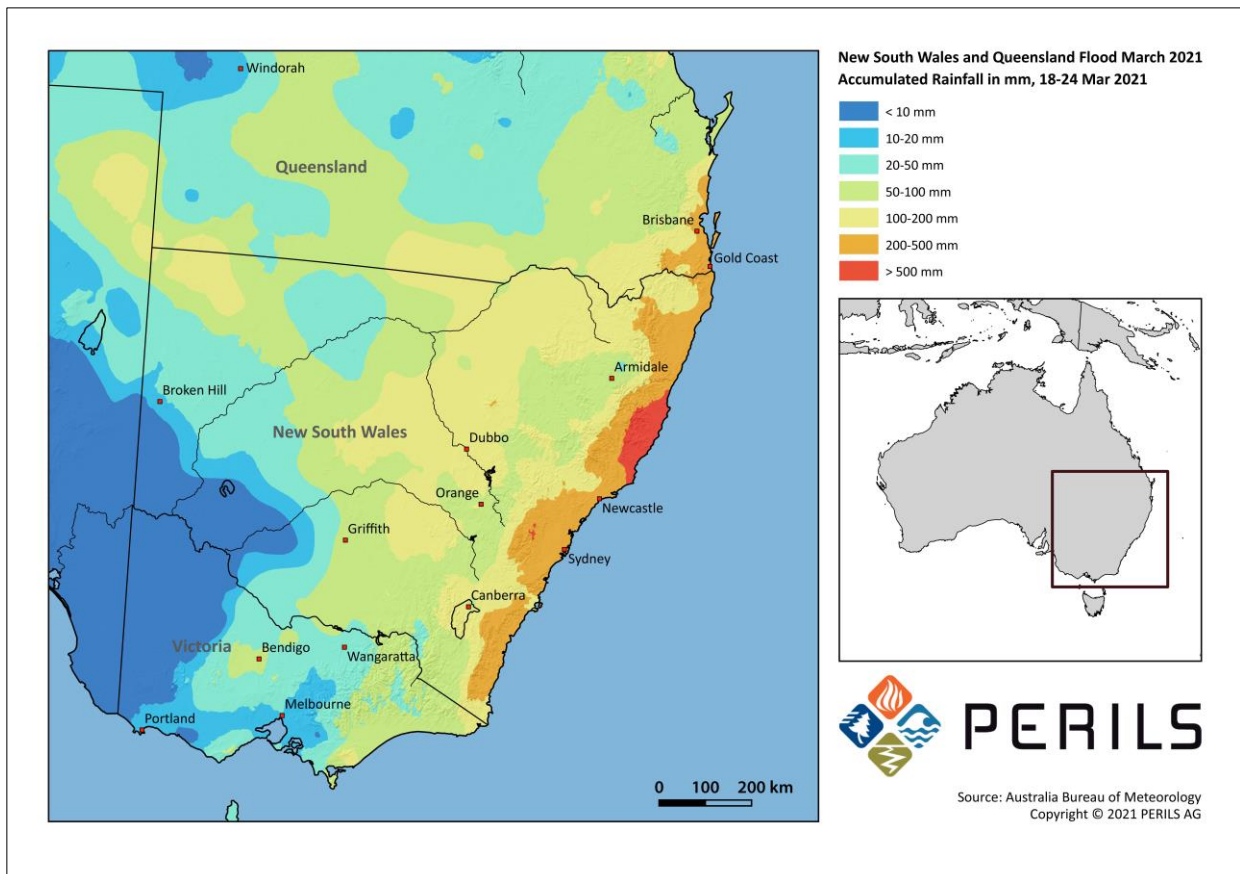 New South Wales and Queensland Flood March 2021
Accumulated Rainfall in mm, 18-24 Mar 2021
< 10 mm
10-20 mm
20-50 mm
50-100 mm
100-200 mm
200-500 mm
> 500 mm
Windorah
Queensland
Brisbane
Gold Coast
Armidale
Broken Hill
New South Wales
Dubbo
Orange
Newcastle
Griffith
Sydney
Canberra
Victoria
Bendigo
Wangaratta
Melbourne
Portland
0 100 200 km
PERILS
Source: Australia Bureau of Meteorology
Copyright © 2021 PERILS AG